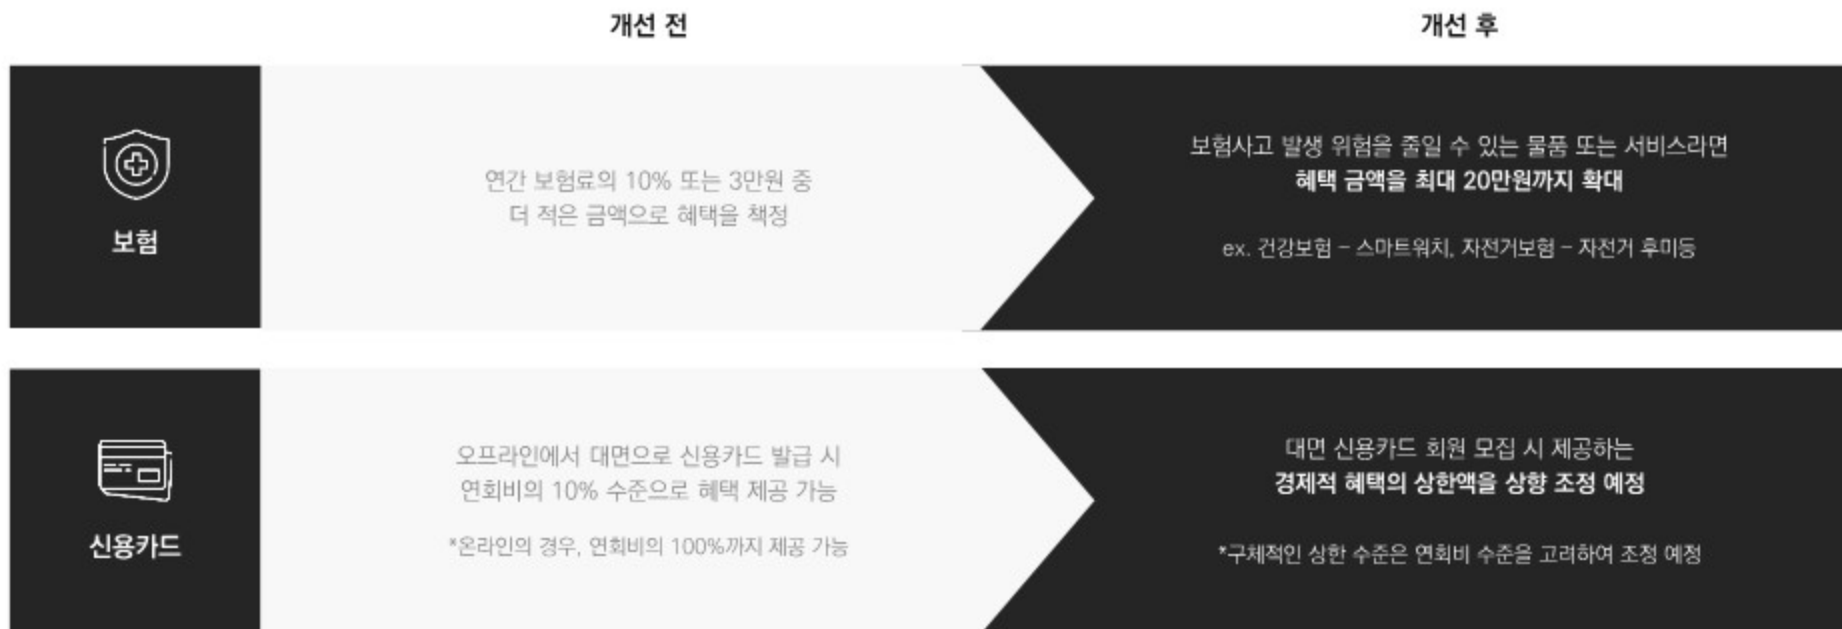 개선 전
개선 후
보험
연간 보험료의 10% 또는 3만원 중
더 적은 금액으로 혜택을 책정
보험사고 발생 위험을 줄일 수 있는 물품 또는 서비스라면
혜택 금액을 최대 20만원까지 확대
ex. 건강보험 - 스마트워치, 자전거보험 - 자전거 후미등
신용카드
오프라인에서 대면으로 신용카드 발급 시
연회비의 10% 수준으로 혜택 제공 가능
*온라인의 경우, 연회비의 100%까지 제공 가능
대면 신용카드 회원 모집 시 제공하는
경제적 혜택의 상한액을 상향 조정 예정
*구체적인 상한 수준은 연회비 수준을 고려하여 조정 예정